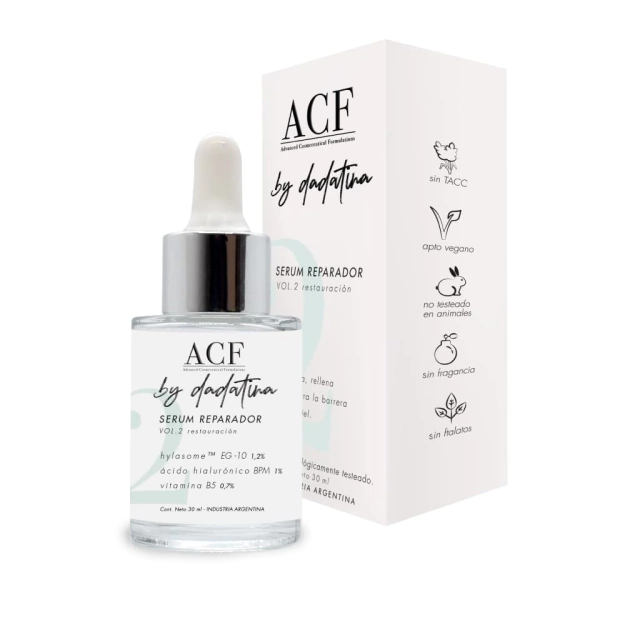 ACF
Advanced Cosmeceutical Formulations
by dadatina
SERUM REPARADOR
VOL.2 restauración
rellena
la barrera
testeado.
30 ml
ARGENTINA
sin TACC
apto vegano
no testeado
en animales
sin fragancia
sin ftalatos
ACF
Advanced Cosmeceutical Formulations
by dadatina
SERUM REPARADOR
VOL.2 restauración
2
hylasome™ EG-10 1,2%
ácido hialurónico BPM 1%
vitamina B5 0,7%
Cont. Neto 30 ml - INDUSTRIA ARGENTINA